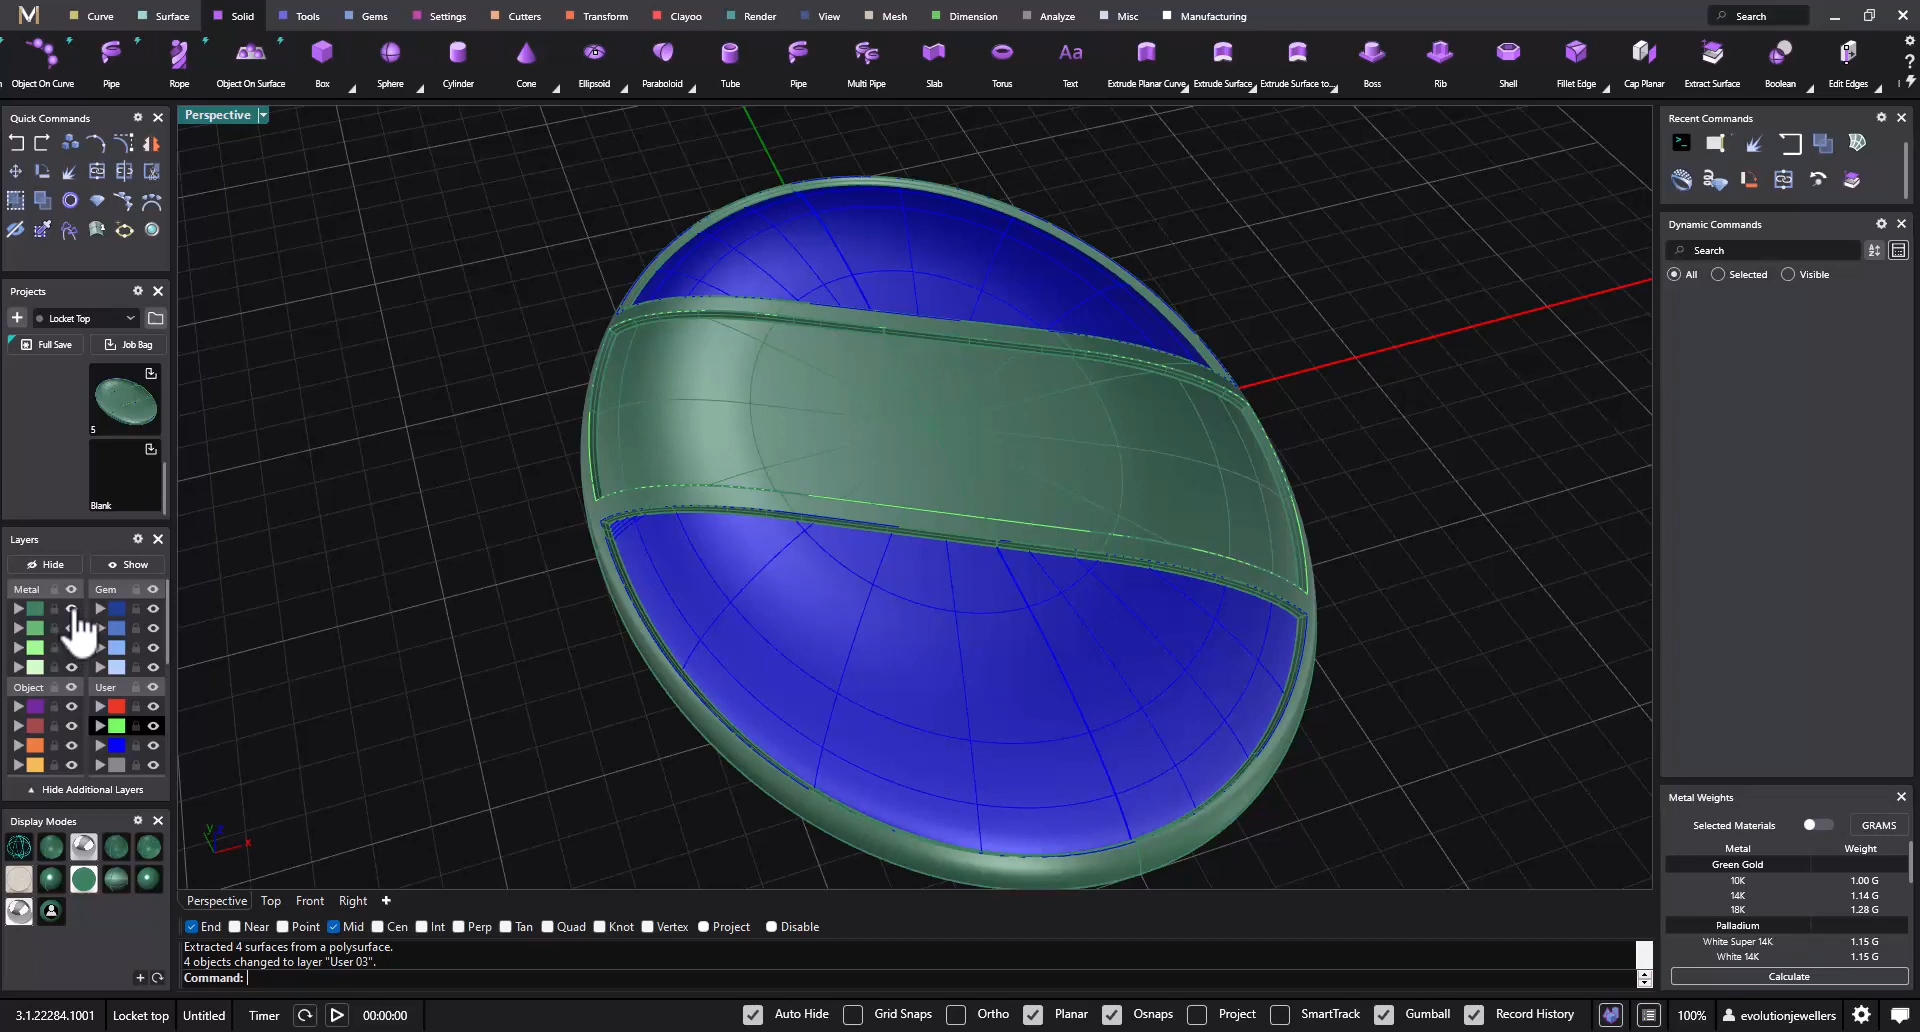 Curve Surface Solid Tools Gems Settings Cutters Transform Clayoo Render View Mesh Dimension Analyze Misc Manufacturing Search
Object On Curve Pipe Rope Object On Surface Box Sphere Cylinder Cone Ellipsoid Paraboloid Tube Pipe Multi Pipe Slab Torus Text Extrude Planar Curve Extrude Surface Extrude Surface to... Boss Rib Shell Fillet Edge Cap Planar Extract Surface Boolean Edit Edges
Aa
Quick Commands
Perspective
Recent Commands
Dynamic Commands
Search
All Selected Visible
Projects
Locket Top
Full Save Job Bag
5
Blank
Layers
Hide Show
Metal Gem
Object User
Hide Additional Layers
Display Modes
y
z
x
Metal Weights
Selected Materials GRAMS
Metal Weight
Green Gold
10K 1.00 G
14K 1.14 G
18K 1.28 G
Palladium
White Super 14K 1.15 G
White 14K 1.15 G
Calculate
Perspective Top Front Right
End Near Point Mid Cen Int Perp Tan Quad Knot Vertex Project Disable
Extracted 4 surfaces from a polysurface.
4 objects changed to layer "User 03".
Command:
3.1.22284.1001 Locket top Untitled Timer 00:00:00 Auto Hide Grid Snaps Ortho Planar Osnaps Project SmartTrack Gumball Record History 100% evolutionjewellers